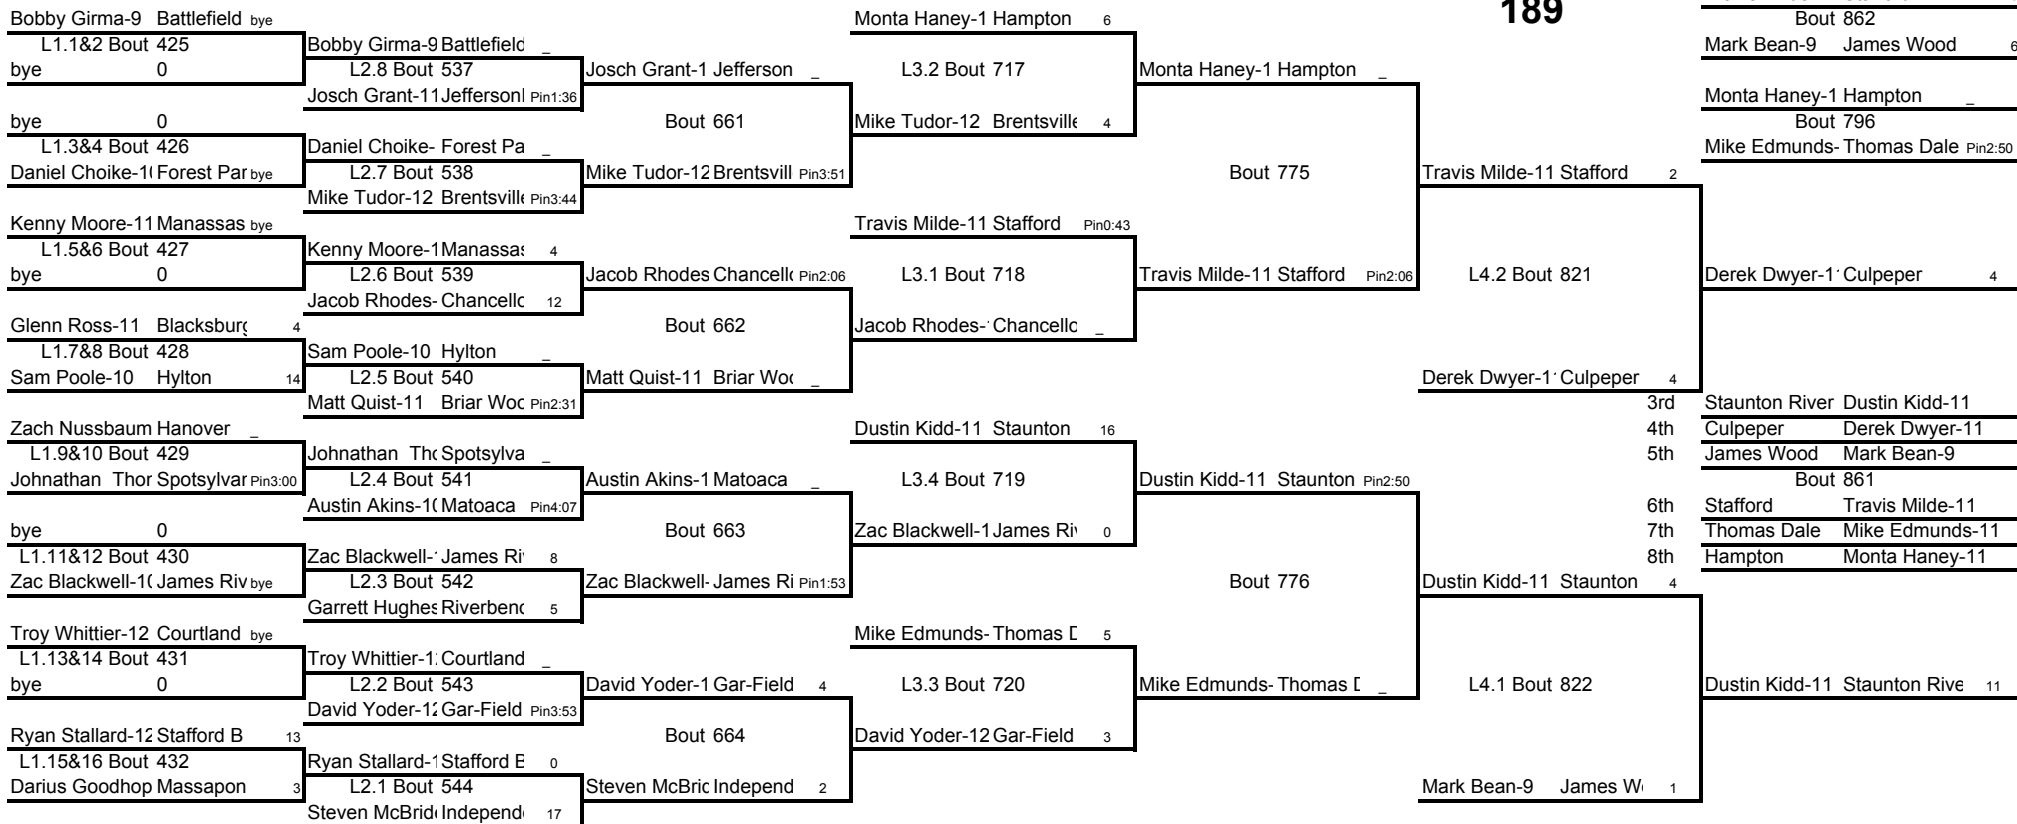 189
Bobby Girma-9 Battlefield bye
L1.1&2 Bout 425
bye 0
bye 0
L1.3&4 Bout 426
Daniel Choike-1( Forest Par bye
Kenny Moore-11 Manassas bye
L1.5&6 Bout 427
bye 0
Glenn Ross-11 Blacksburg 4
L1.7&8 Bout 428
Sam Poole-10 Hylton 14
Zach Nussbaum Hanover _
L1.9&10 Bout 429
Johnathan Thor Spotsylvar Pin3:00
bye 0
L1.11&12 Bout 430
Zac Blackwell-1( James Riv bye
Troy Whittier-12 Courtland bye
L1.13&14 Bout 431
bye 0
Ryan Stallard-12 Stafford B 13
L1.15&16 Bout 432
Darius Goodhop Massapon 3
Bobby Girma-9 Battlefield _
L2.8 Bout 537
Josch Grant-11 Jefferson Pin1:36
Daniel Choike- Forest Pa _
L2.7 Bout 538
Mike Tudor-12 Brentsville Pin3:44
Kenny Moore-1 Manassas 4
L2.6 Bout 539
Jacob Rhodes- Chancello 12
Sam Poole-10 Hylton _
L2.5 Bout 540
Matt Quist-11 Briar Woo Pin2:31
Johnathan Tho Spotsylva _
L2.4 Bout 541
Austin Akins-1( Matoaca Pin4:07
Zac Blackwell- James Ri 8
L2.3 Bout 542
Garrett Hughes Riverbend 5
Troy Whittier-1 Courtland _
L2.2 Bout 543
David Yoder-12 Gar-Field Pin3:53
Ryan Stallard-1 Stafford B 0
L2.1 Bout 544
Steven McBride Independ 17
Josch Grant-1 Jefferson _
Bout 661
Mike Tudor-12 Brentsvill Pin3:51
Jacob Rhodes Chancello Pin2:06
Bout 662
Matt Quist-11 Briar Woo _
Austin Akins-1 Matoaca _
Bout 663
Zac Blackwell- James Ri Pin1:53
David Yoder-1 Gar-Field 4
Bout 664
Steven McBric Independ 2
Monta Haney-1 Hampton 6
L3.2 Bout 717
Mike Tudor-12 Brentsville 4
Travis Milde-11 Stafford Pin0:43
L3.1 Bout 718
Jacob Rhodes- Chancello _
Dustin Kidd-11 Staunton 16
L3.4 Bout 719
Zac Blackwell-1 James Riv 0
Mike Edmunds- Thomas D 5
L3.3 Bout 720
David Yoder-12 Gar-Field 3
Monta Haney-1 Hampton _
Bout 775
Travis Milde-11 Stafford Pin2:06
Dustin Kidd-11 Staunton Pin2:50
Bout 776
Mike Edmunds- Thomas D _
Travis Milde-11 Stafford 2
L4.2 Bout 821
Derek Dwyer-1 Culpeper 4
Dustin Kidd-11 Staunton 4
L4.1 Bout 822
Mark Bean-9 James W 1
Bout 862
Mark Bean-9 James Wood 6
Monta Haney-1 Hampton _
Bout 796
Mike Edmunds- Thomas Dale Pin2:50
Derek Dwyer-1 Culpeper 4
3rd Staunton River Dustin Kidd-11
4th Culpeper Derek Dwyer-11
5th James Wood Mark Bean-9
Bout 861
6th Stafford Travis Milde-11
7th Thomas Dale Mike Edmunds-11
8th Hampton Monta Haney-11
Dustin Kidd-11 Staunton Rive 11